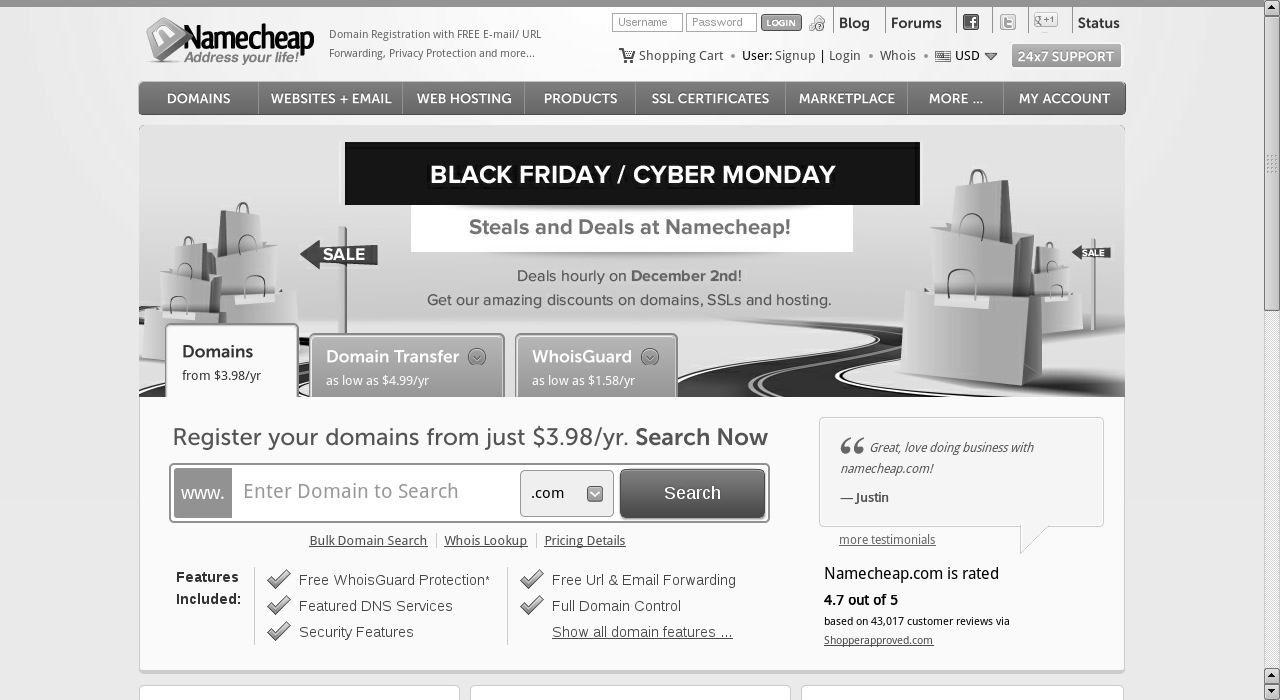 Namecheap
Address your life!
Domain Registration with FREE E-mail/ URL
Forwarding, Privacy Protection and more...
Username Password LOGIN Blog Forums g+1 Status
Shopping Cart • User: Signup | Login • Whois • USD 24x7 SUPPORT
DOMAINS WEBSITES + EMAIL WEB HOSTING PRODUCTS SSL CERTIFICATES MARKETPLACE MORE ... MY ACCOUNT
BLACK FRIDAY / CYBER MONDAY
Steals and Deals at Namecheap!
SALE
SALE
Deals hourly on December 2nd!
Get our amazing discounts on domains, SSLs and hosting.
Domains
from $3.98/yr
Domain Transfer
as low as $4.99/yr
WhoisGuard
as low as $1.58/yr
Register your domains from just $3.98/yr. Search Now
www. Enter Domain to Search .com Search
Bulk Domain Search Whois Lookup Pricing Details
Features
Included:
Free WhoisGuard Protection*
Featured DNS Services
Security Features
Free Url & Email Forwarding
Full Domain Control
Show all domain features ...
“ Great, love doing business with
namecheap.com!
— Justin
more testimonials
Namecheap.com is rated
4.7 out of 5
based on 43,017 customer reviews via
Shopperapproved.com